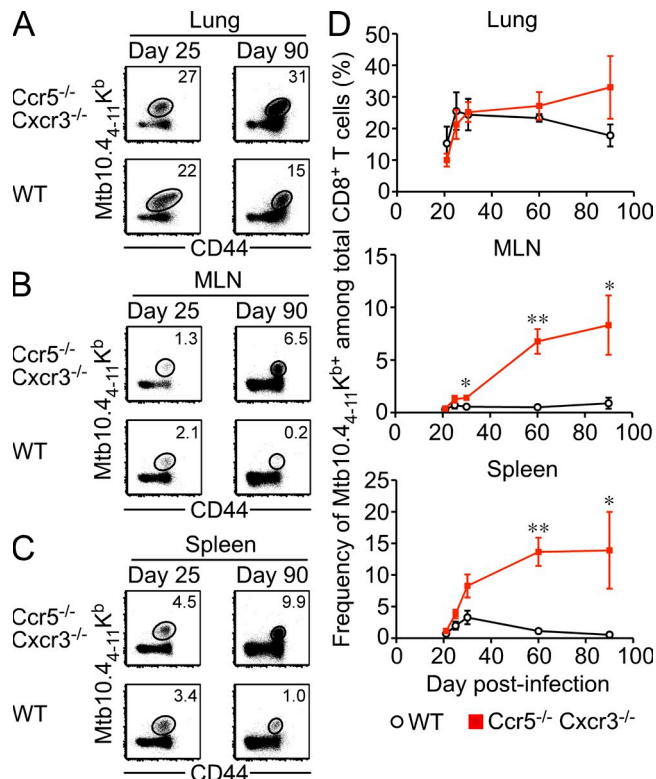 A
Lung
Day 25 Day 90
Ccr5-/-
Cxcr3-/-
WT
Mtb10.44-11Kb
27
31
22
15
CD44
B
MLN
Day 25 Day 90
Ccr5-/-
Cxcr3-/-
WT
Mtb10.44-11Kb
1.3
6.5
2.1
0.2
CD44
C
Spleen
Day 25 Day 90
Ccr5-/-
Cxcr3-/-
WT
Mtb10.44-11Kb
4.5
9.9
3.4
1.0
CD44
D
Frequency of Mtb10.44-11Kb+ among total CD8+ T cells (%)
Lung
50
40
30
20
10
0
0 20 40 60 80 100
MLN
15
10
5
0
0 20 40 60 80 100
*
**
*
Spleen
25
20
15
10
5
0
0 20 40 60 80 100
**
*
Day post-infection
WT Ccr5-/- Cxcr3-/-